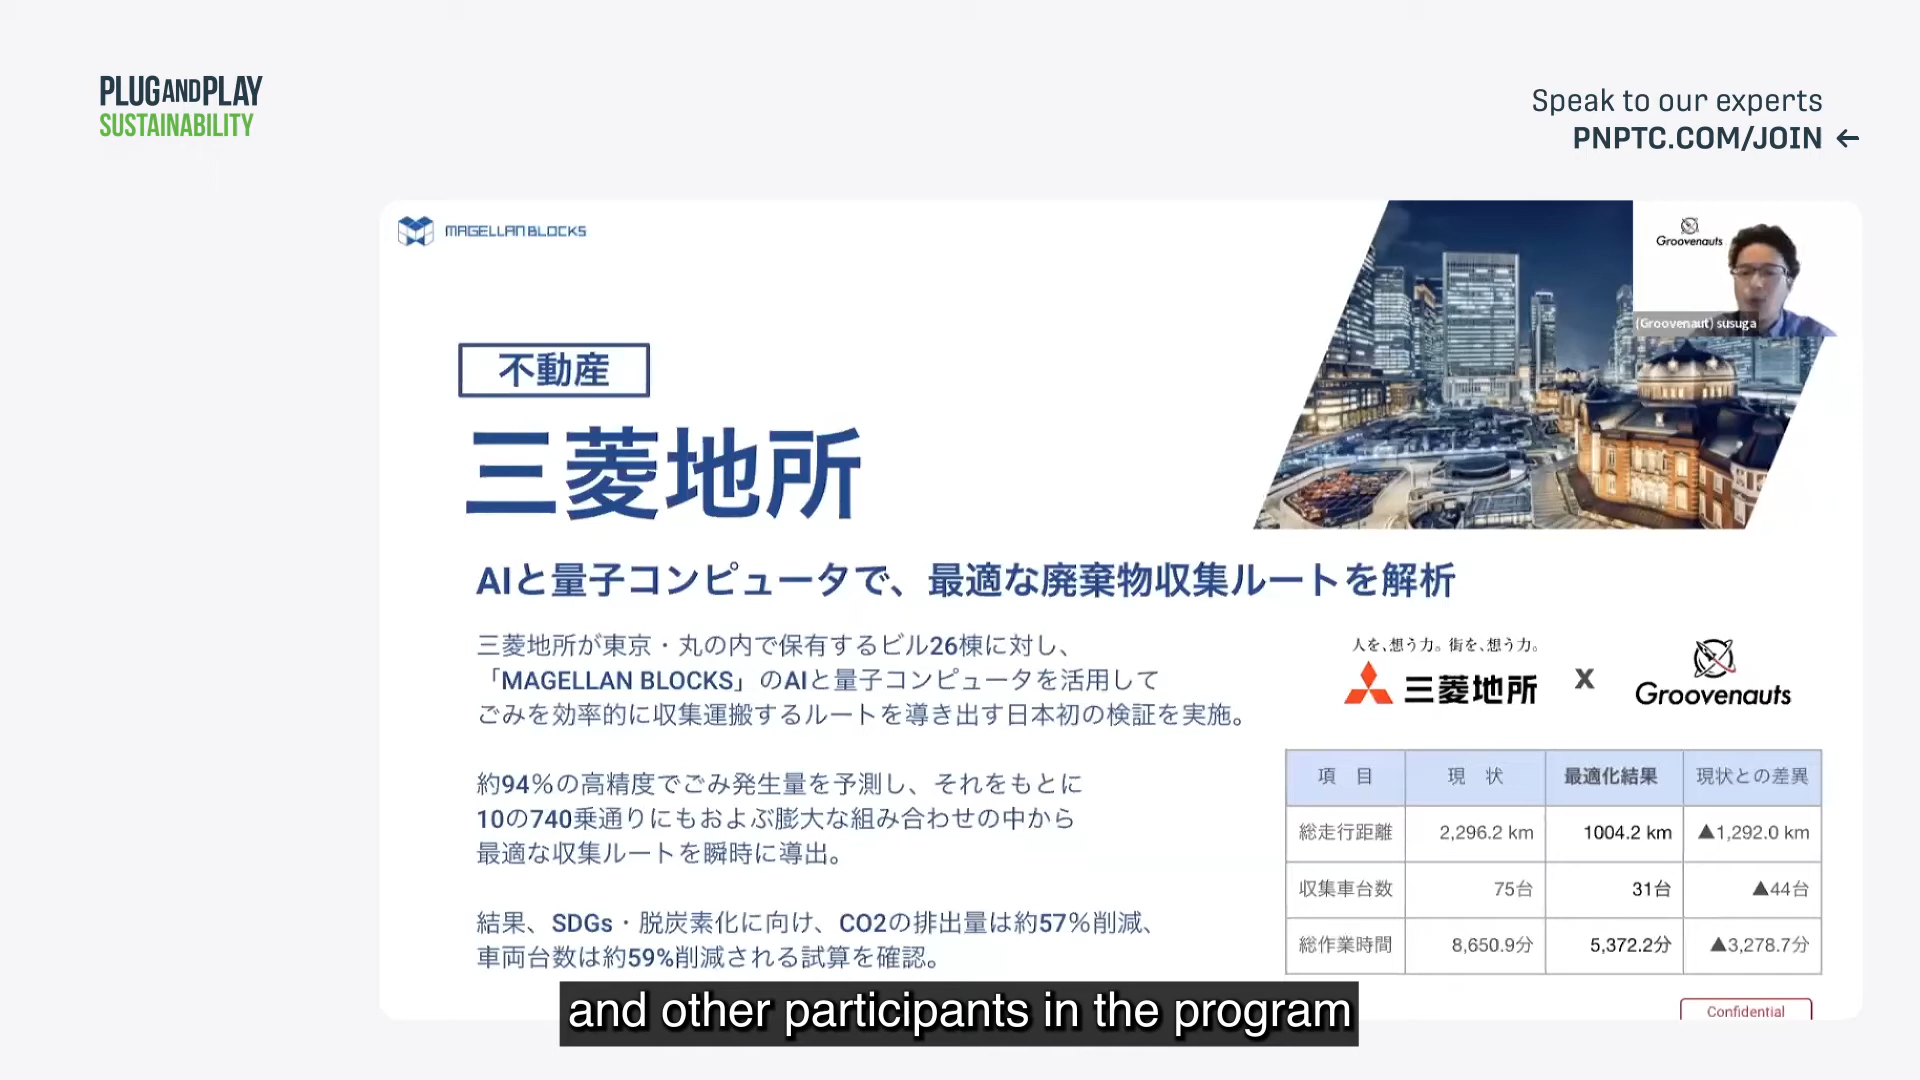 PLUGANDPLAY
SUSTAINABILITY
Speak to our experts
PNPTC.COM/JOIN ←
MAGELLAN BLOCKS
Groovenauts
(Groovenaut) susuga
不動産
三菱地所
AIと量子コンピュータで、最適な廃棄物収集ルートを解析
三菱地所が東京・丸の内で保有するビル26棟に対し、
「MAGELLAN BLOCKS」のAIと量子コンピュータを活用して
ごみを効率的に収集運搬するルートを導き出す日本初の検証を実施。
約94%の高精度でごみ発生量を予測し、それをもとに
10の740乗通りにもおよぶ膨大な組み合わせの中から
最適な収集ルートを瞬時に導出。
結果、SDGs・脱炭素化に向け、CO2の排出量は約57%削減、
車両台数は約59%削減される試算を確認。
人を、想う力。街を、想う力。
三菱地所 x Groovenauts
項 目 現 状 最適化結果 現状との差異
総走行距離 2,296.2 km 1004.2 km ▲1,292.0 km
収集車台数 75台 31台 ▲44台
総作業時間 8,650.9分 5,372.2分 ▲3,278.7分
Confidential
and other participants in the program